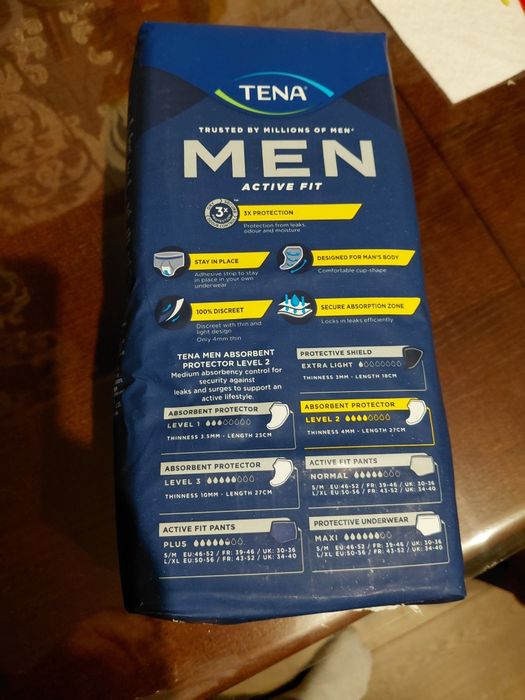 TENA
TRUSTED BY MILLIONS OF MEN*
MEN
ACTIVE FIT
3X
3X PROTECTION
Protection from leaks,
odour and moisture
STAY IN PLACE
Adhesive strip to stay
in place in your own
underwear
DESIGNED FOR MAN'S BODY
Comfortable cup-shape
100% DISCREET
Discreet with thin and
light design
Only 4mm thin
SECURE ABSORPTION ZONE
Locks in leaks efficiently
TENA MEN ABSORBENT
PROTECTOR LEVEL 2
Medium absorbency control for
security against
leaks and surges to support an
active lifestyle.
PROTECTIVE SHIELD
EXTRA LIGHT
THINNESS 3MM - LENGTH 18CM
ABSORBENT PROTECTOR
LEVEL 1
THINNESS 3.5MM - LENGTH 23CM
ABSORBENT PROTECTOR
LEVEL 2
THINNESS 4MM - LENGTH 27CM
ABSORBENT PROTECTOR
LEVEL 3
THINNESS 10MM - LENGTH 27CM
ACTIVE FIT PANTS
NORMAL
S/M EU:46-52 / FR: 39-46 / UK: 30-36
L/XL EU:50-56 / FR: 43-52 / UK: 34-40
ACTIVE FIT PANTS
PLUS
S/M EU:46-52 / FR: 39-46 / UK: 30-36
L/XL EU:50-56 / FR: 43-52 / UK: 34-40
PROTECTIVE UNDERWEAR
MAXI
S/M EU:46-52 / FR: 39-46 / UK: 30-36
L/XL EU:50-56 / FR: 43-52 / UK: 34-40